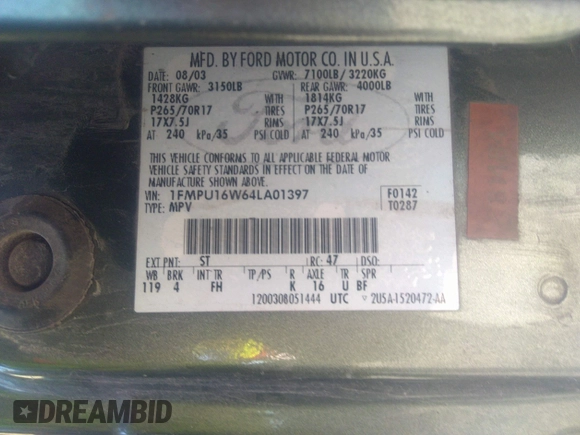 MFD. BY FORD MOTOR CO. IN U.S.A.
DATE: 08/03 GVWR: 7100LB/ 3220KG
FRONT GAWR: 3150LB REAR GAWR: 4000LB
1428KG WITH 1814KG WITH
P265/70R17 TIRES P265/70R17 TIRES
17X7.5J RIMS 17X7.5J RIMS
AT 240 kPa/35 PSI COLD AT 240 kPa/35 PSI COLD
THIS VEHICLE CONFORMS TO ALL APPLICABLE FEDERAL MOTOR
VEHICLE SAFETY AND THEFT PREVENTION STANDARDS IN EFFECT ON THE DATE OF
MANUFACTURE SHOWN ABOVE.
VIN: 1FMPU16W64LA01397 F0142
TYPE: MPV T0287
EXT PNT: ST RC: 47 DSO:
WB BRK INT TR TP/PS R AXLE TR SPR
119 4 FH K 16 U BF
1200308051444 UTC 2U5A-1520472-AA
Ford
DREAMBID